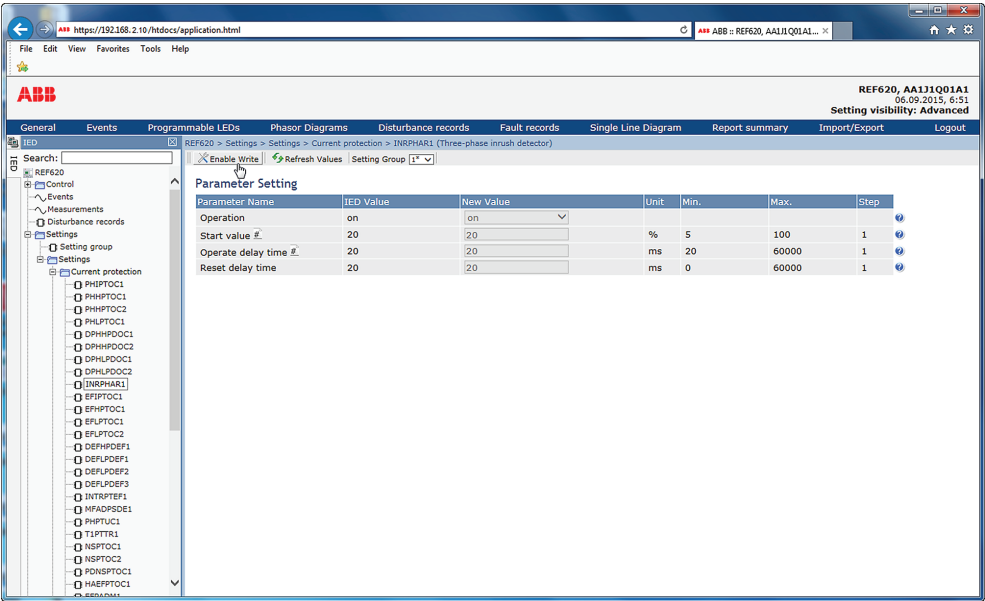 https://192.168.2.10/htdocs/application.html
ABB :: REF620, AA1J1Q01A1...
File Edit View Favorites Tools Help
ABB
REF620, AA1J1Q01A1
06.09.2015, 6:51
Setting visibility: Advanced
General Events Programmable LEDs Phasor Diagrams Disturbance records Fault records Single Line Diagram Report summary Import/Export Logout
IED
REF620 > Settings > Settings > Current protection > INRPHAR1 (Three-phase inrush detector)
IED
Search:
Enable Write Refresh Values Setting Group 1*
REF620
Control
Events
Measurements
Disturbance records
Settings
Setting group
Settings
Current protection
PHIPTOC1
PHHPTOC1
PHHPTOC2
PHLPTOC1
DPHHPDOC1
DPHHPDOC2
DPHLPDOC1
DPHLPDOC2
INRPHAR1
EFIPTOC1
EFHPTOC1
EFLPTOC1
EFLPTOC2
DEFHPDEF1
DEFLPDEF1
DEFLPDEF2
DEFLPDEF3
INTRPTEF1
MFADPSDE1
PHPTUC1
T1PTTR1
NSPTOC1
NSPTOC2
PDNSPTOC1
HAEFPTOC1
EFPADM1
Parameter Setting
Parameter Name IED Value New Value Unit Min. Max. Step
Operation on on
Start value # 20 20 % 5 100 1
Operate delay time # 20 20 ms 20 60000 1
Reset delay time 20 20 ms 0 60000 1